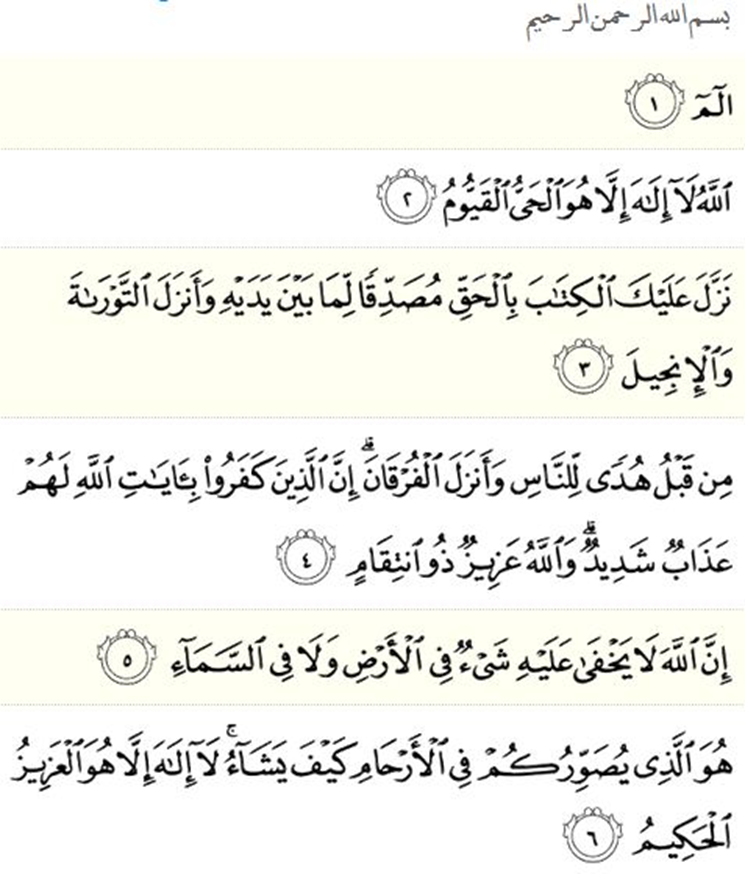 بسم الله الرحمن الرحيم
الٓمٓ ١
ٱللَّهُ لَآ إِلَـٰهَ إِلَّا هُوَ ٱلْحَىُّ ٱلْقَيُّومُ ٢
نَزَّلَ عَلَيْكَ ٱلْكِتَـٰبَ بِٱلْحَقِّ مُصَدِّقًا لِّمَا بَيْنَ يَدَيْهِ وَأَنزَلَ ٱلتَّوْرَىٰةَ
وَٱلْإِنجِيلَ ٣
مِن قَبْلُ هُدًى لِّلنَّاسِ وَأَنزَلَ ٱلْفُرْقَانَ ۗ إِنَّ ٱلَّذِينَ كَفَرُوا۟ بِـَٔايَـٰتِ ٱللَّهِ لَهُمْ
عَذَابٌ شَدِيدٌ ۗ وَٱللَّهُ عَزِيزٌ ذُو ٱنتِقَامٍ ٤
إِنَّ ٱللَّهَ لَا يَخْفَىٰ عَلَيْهِ شَىْءٌ فِى ٱلْأَرْضِ وَلَا فِى ٱلسَّمَآءِ ٥
هُوَ ٱلَّذِى يُصَوِّرُكُمْ فِى ٱلْأَرْحَامِ كَيْفَ يَشَآءُ ۚ لَآ إِلَـٰهَ إِلَّا هُوَ ٱلْعَزِيزُ
ٱلْحَكِيمُ ٦